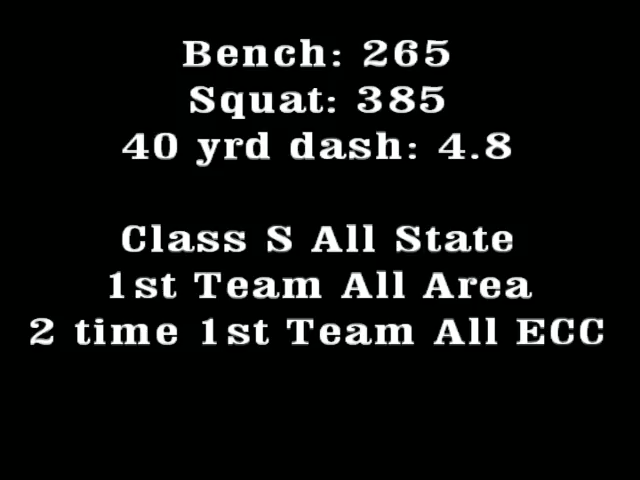 Bench: 265
Squat: 385
40 yrd dash: 4.8
Class S All State
1st Team All Area
2 time 1st Team All ECC